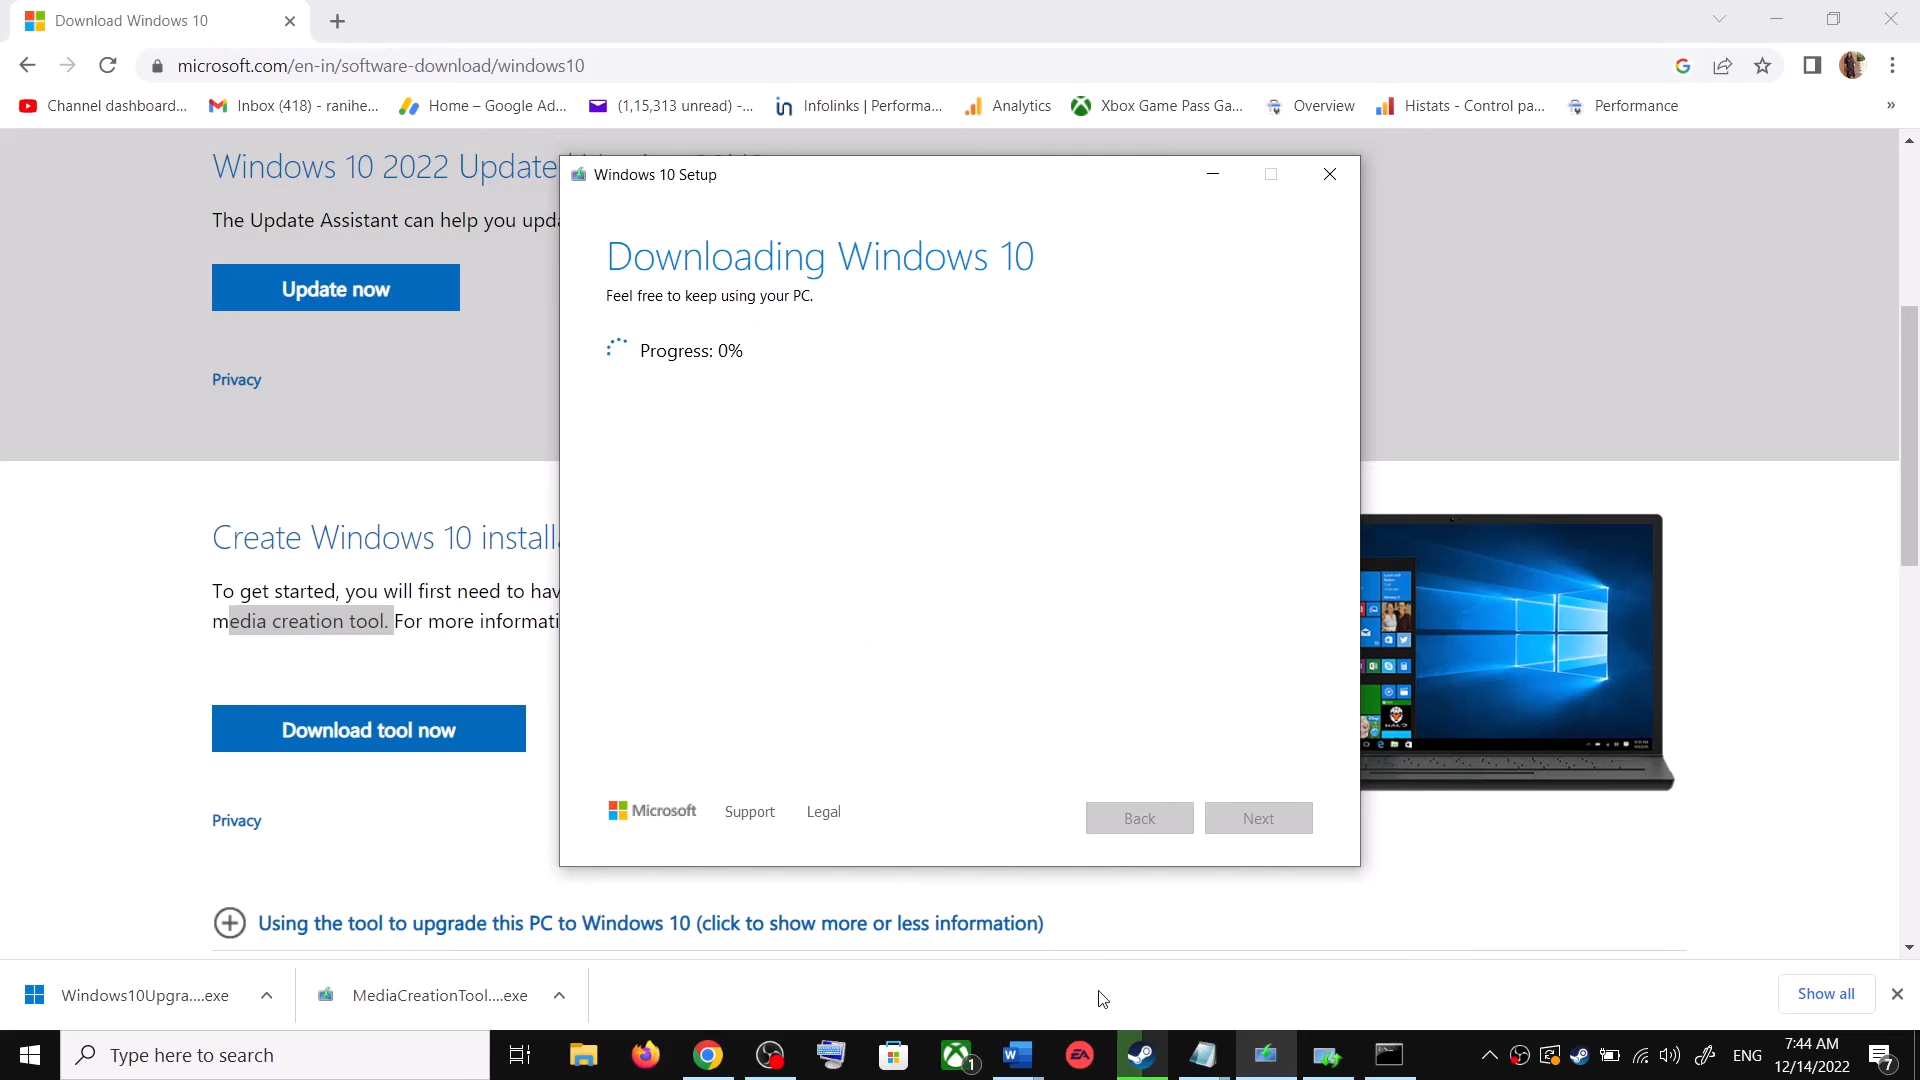 Download Windows 10
microsoft.com/en-in/software-download/windows10
Channel dashboard...
Inbox (418) - ranihe...
Home – Google Ad...
(1,15,313 unread) -...
Infolinks | Performa...
Analytics
Xbox Game Pass Ga...
Overview
Histats - Control pa...
Performance
»
Windows 10 2022 Update
The Update Assistant can help you upda
Update now
Privacy
Windows 10 Setup
Downloading Windows 10
Feel free to keep using your PC.
Progress: 0%
Microsoft
Support
Legal
Back
Next
Create Windows 10 installa
To get started, you will first need to hav
media creation tool. For more informati
Download tool now
Privacy
Using the tool to upgrade this PC to Windows 10 (click to show more or less information)
Windows10Upgra....exe
MediaCreationTool....exe
Show all
Type here to search
1
ENG
7:44 AM
12/14/2022
7